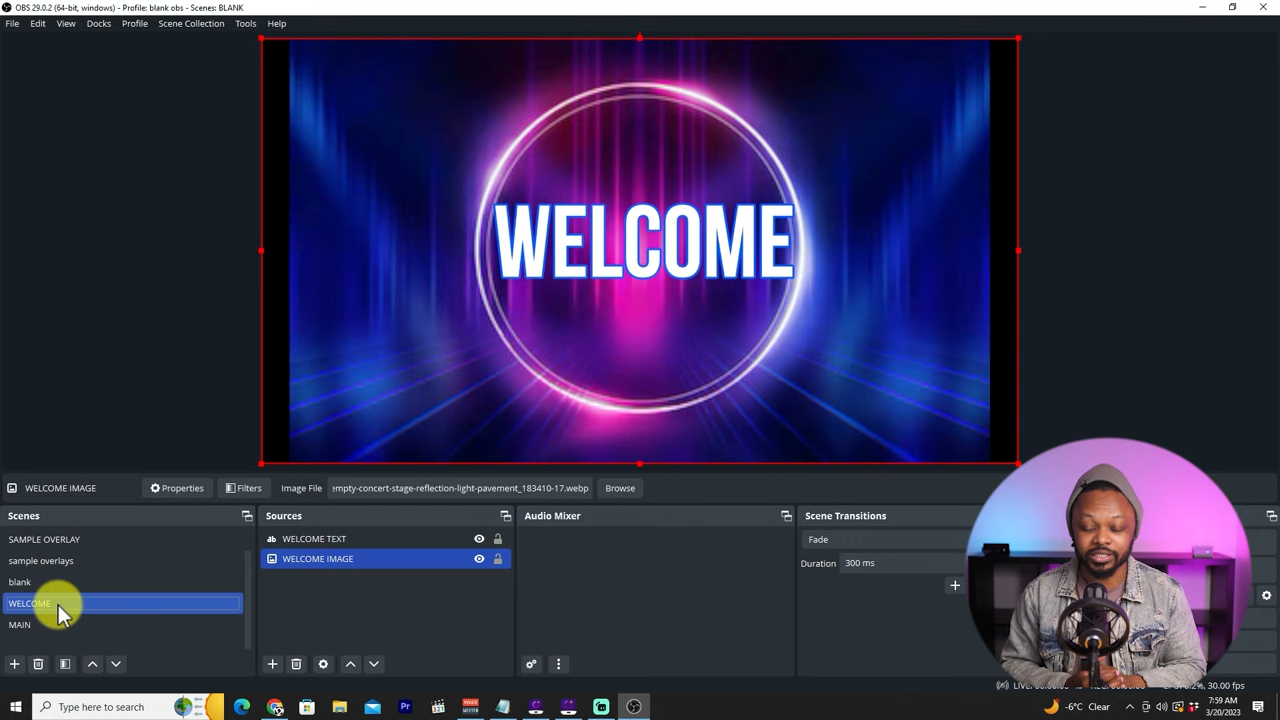 OBS 29.0.2 (64-bit, windows) - Profile: blank obs - Scenes: BLANK
File Edit View Docks Profile Scene Collection Tools Help
WELCOME
WELCOME IMAGE Properties Filters Image File empty-concert-stage-reflection-light-pavement_183410-17.webp Browse
Scenes Sources Audio Mixer Scene Transitions
SAMPLE OVERLAY
sample overlays
blank
WELCOME
MAIN
WELCOME TEXT
WELCOME IMAGE
Fade
Duration 300 ms
30.00 fps
Type here to search
-6°C Clear
7:59 AM
3/20/2023